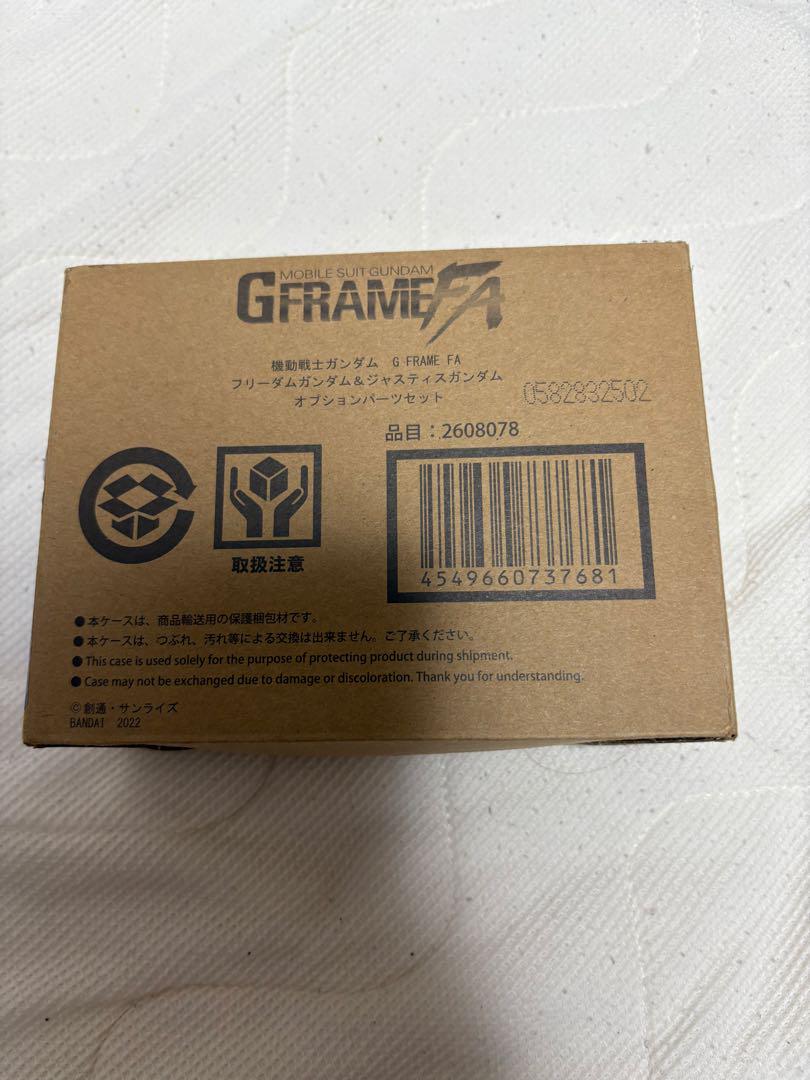 MOBILE SUIT GUNDAM
GFRAMEFA
機動戦士ガンダム G FRAME FA
フリーダムガンダム&ジャスティスガンダム
オプションパーツセット
0582832502
品目:2608078
取扱注意
4549660737681
●本ケースは、商品輸送用の保護梱包材です。
●本ケースは、つぶれ、汚れ等による交換は出来ません。ご了承ください。
●This case is used solely for the purpose of protecting product during shipment.
●Case may not be exchanged due to damage or discoloration. Thank you for understanding.
©創通・サンライズ
BANDAI 2022